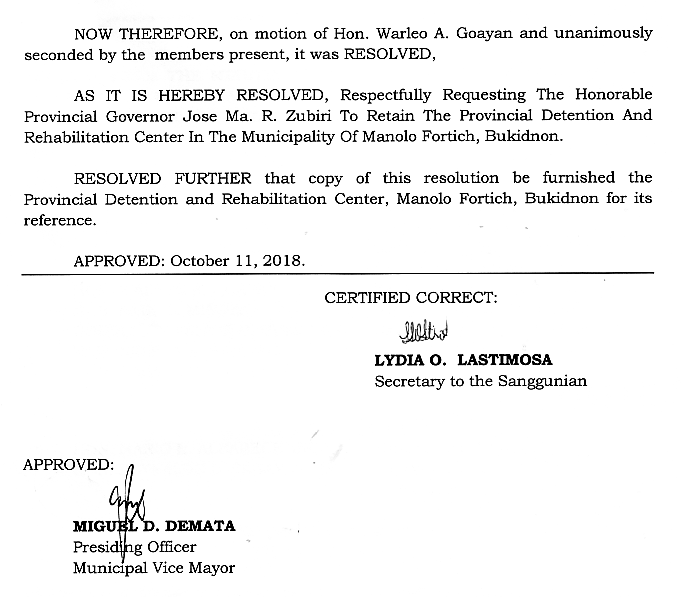 NOW THEREFORE, on motion of Hon. Warleo A. Goayan and unanimously
seconded by the members present, it was RESOLVED,
AS IT IS HEREBY RESOLVED, Respectfully Requesting The Honorable
Provincial Governor Jose Ma. R. Zubiri To Retain The Provincial Detention And
Rehabilitation Center In The Municipality Of Manolo Fortich, Bukidnon.
RESOLVED FURTHER that copy of this resolution be furnished the
Provincial Detention and Rehabilitation Center, Manolo Fortich, Bukidnon for its
reference.
APPROVED: October 11, 2018.
CERTIFIED CORRECT:
LYDIA O. LASTIMOSA
Secretary to the Sanggunian
APPROVED:
MIGUEL D. DEMATA
Presiding Officer
Municipal Vice Mayor